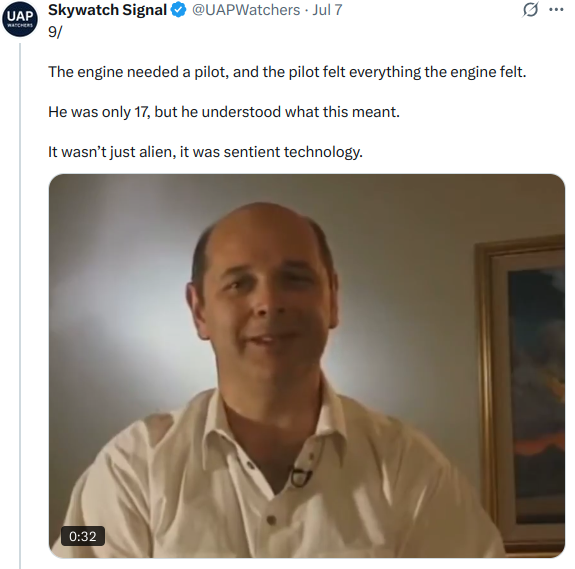 UAP
WATCHERS
Skywatch Signal @UAPWatchers · Jul 7
9/
The engine needed a pilot, and the pilot felt everything the engine felt.
He was only 17, but he understood what this meant.
It wasn’t just alien, it was sentient technology.
0:32